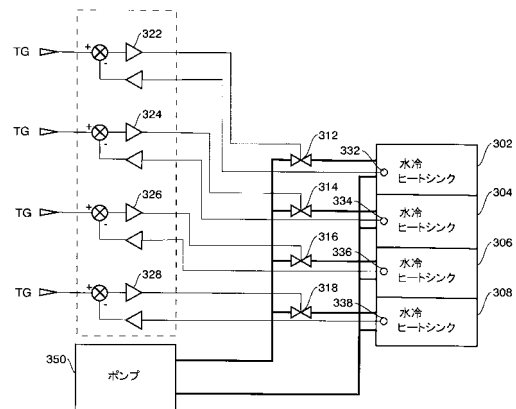 TG
+
-
322
TG
+
-
324
TG
+
-
326
TG
+
-
328
312
314
316
318
332
334
336
338
水冷
ヒートシンク
302
水冷
ヒートシンク
304
水冷
ヒートシンク
306
水冷
ヒートシンク
308
350
ポンプ